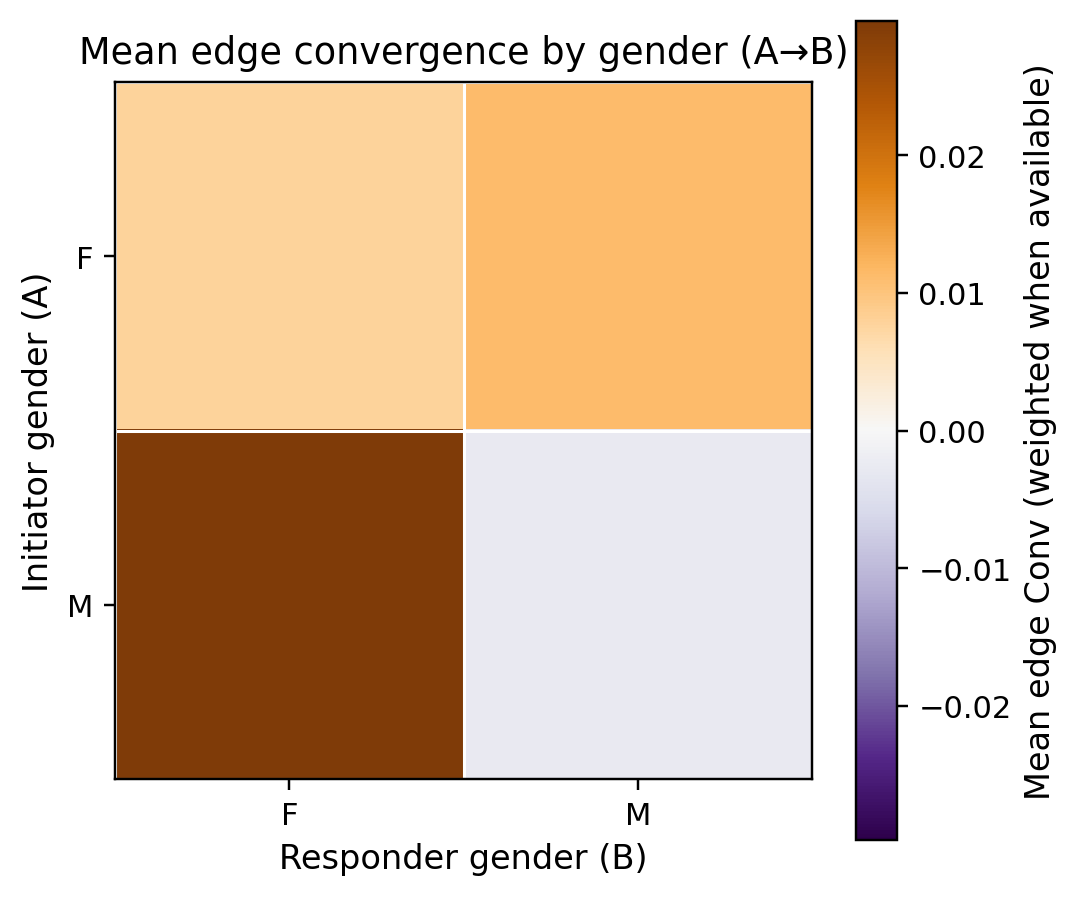 Mean edge convergence by gender (A→B)
Initiator gender (A)
F
M
F
M
Responder gender (B)
0.02
0.01
0.00
−0.01
−0.02
Mean edge Conv (weighted when available)